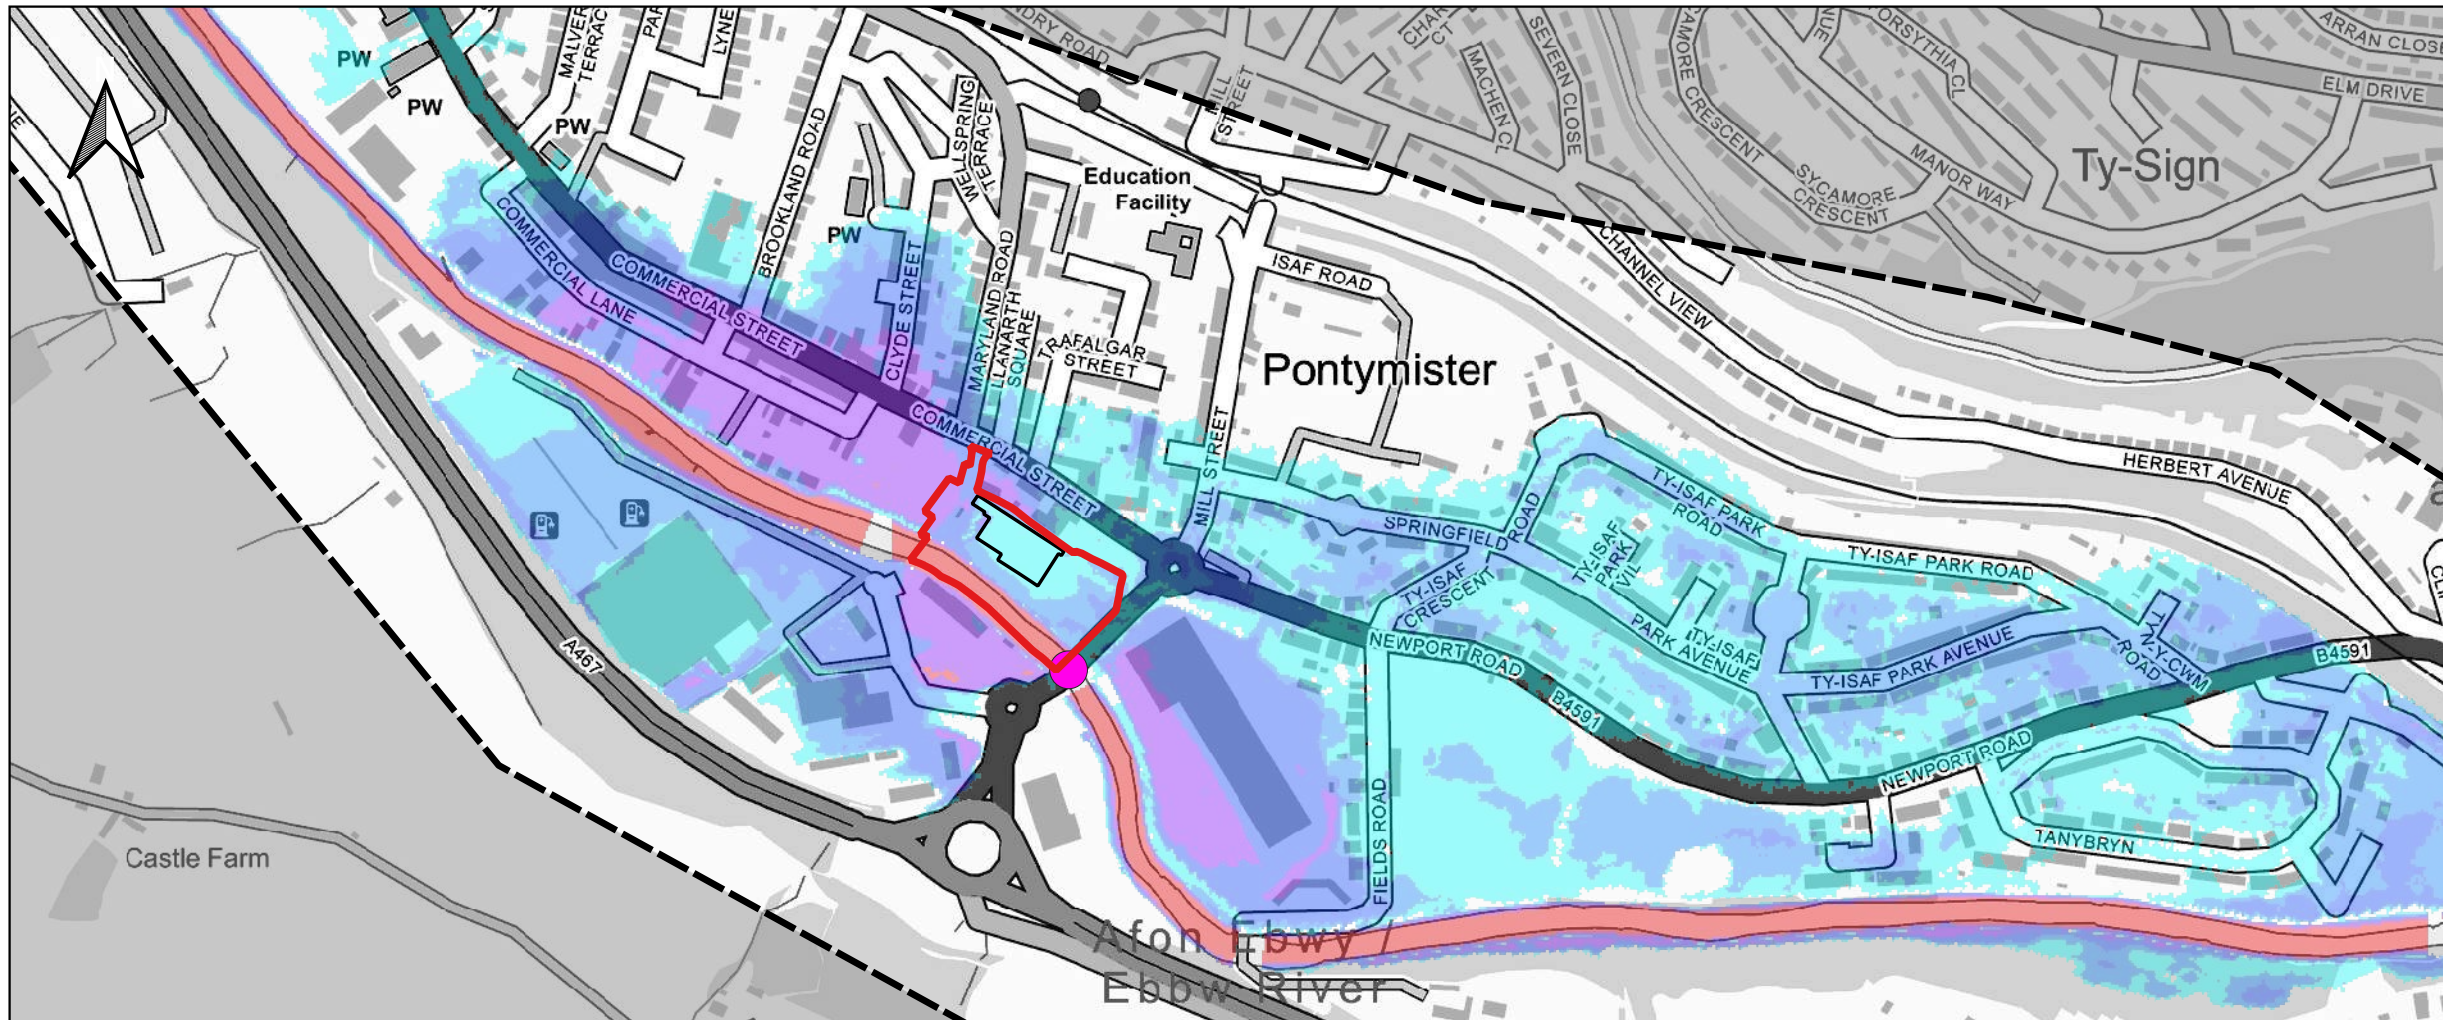 PW
PW
PW
TERRACE
LYNE
BROOKLAND ROAD
WELLSPRING
TERRACE
NDRY ROAD
MILL
STREET
CT
MACHEN CL
SEVERN CLOSE
SYCAMORE
CRESCENT
MANOR WAY
Ty-Sign
ELM DRIVE
ARRAN CLOSE
Education
Facility
PW
COMMERCIAL LANE
COMMERCIAL STREET
CLYDE STREET
MARYLAND ROAD
LLANARTH
SQUARE
TRAFALGAR
STREET
ISAF ROAD
CHANNEL VIEW
Pontymister
HERBERT AVENUE
COMMERCIAL STREET
MILL STREET
SPRINGFIELD
ROAD
TY-ISAF PARK
ROAD
TY-ISAF
PARK
VIL
TY-ISAF
CRESCENT
TY-ISAF PARK ROAD
TY-ISAF
PARK AVENUE
TY-ISAF PARK AVENUE
TY-N-Y-CWM
ROAD
B4591
A467
NEWPORT ROAD
B4591
NEWPORT ROAD
FIELDS ROAD
TANYBRYN
Castle Farm
Afon Ebwy /
Ebbw River